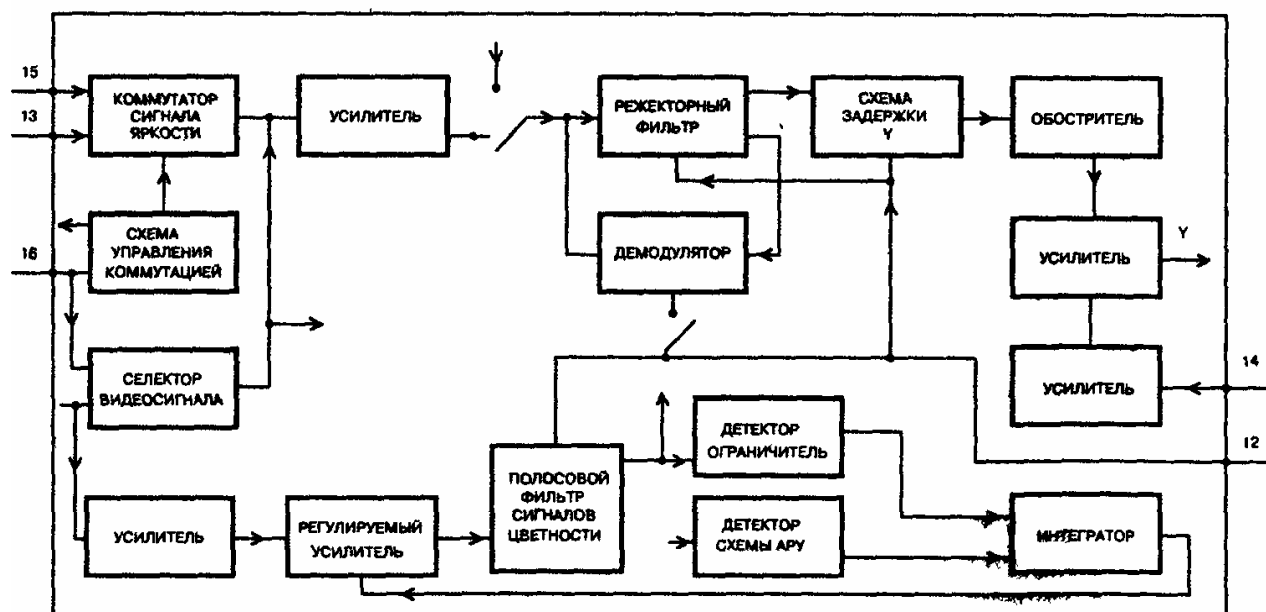 15
13
16
КОММУТАТОР
СИГНАЛА
ЯРКОСТИ
УСИЛИТЕЛЬ
РЕЖЕКТОРНЫЙ
ФИЛЬТР
СХЕМА
ЗАДЕРЖКИ
Y
ОБОСТРИТЕЛЬ
СХЕМА
УПРАВЛЕНИЯ
КОММУТАЦИЕЙ
ДЕМОДУЛЯТОР
УСИЛИТЕЛЬ
Y
СЕЛЕКТОР
ВИДЕОСИГНАЛА
УСИЛИТЕЛЬ
14
12
ДЕТЕКТОР
ОГРАНИЧИТЕЛЬ
ПОЛОСОВОЙ
ФИЛЬТР
СИГНАЛОВ
ЦВЕТНОСТИ
УСИЛИТЕЛЬ
РЕГУЛИРУЕМЫЙ
УСИЛИТЕЛЬ
ДЕТЕКТОР
СХЕМЫ АРУ
ИНТЕГРАТОР